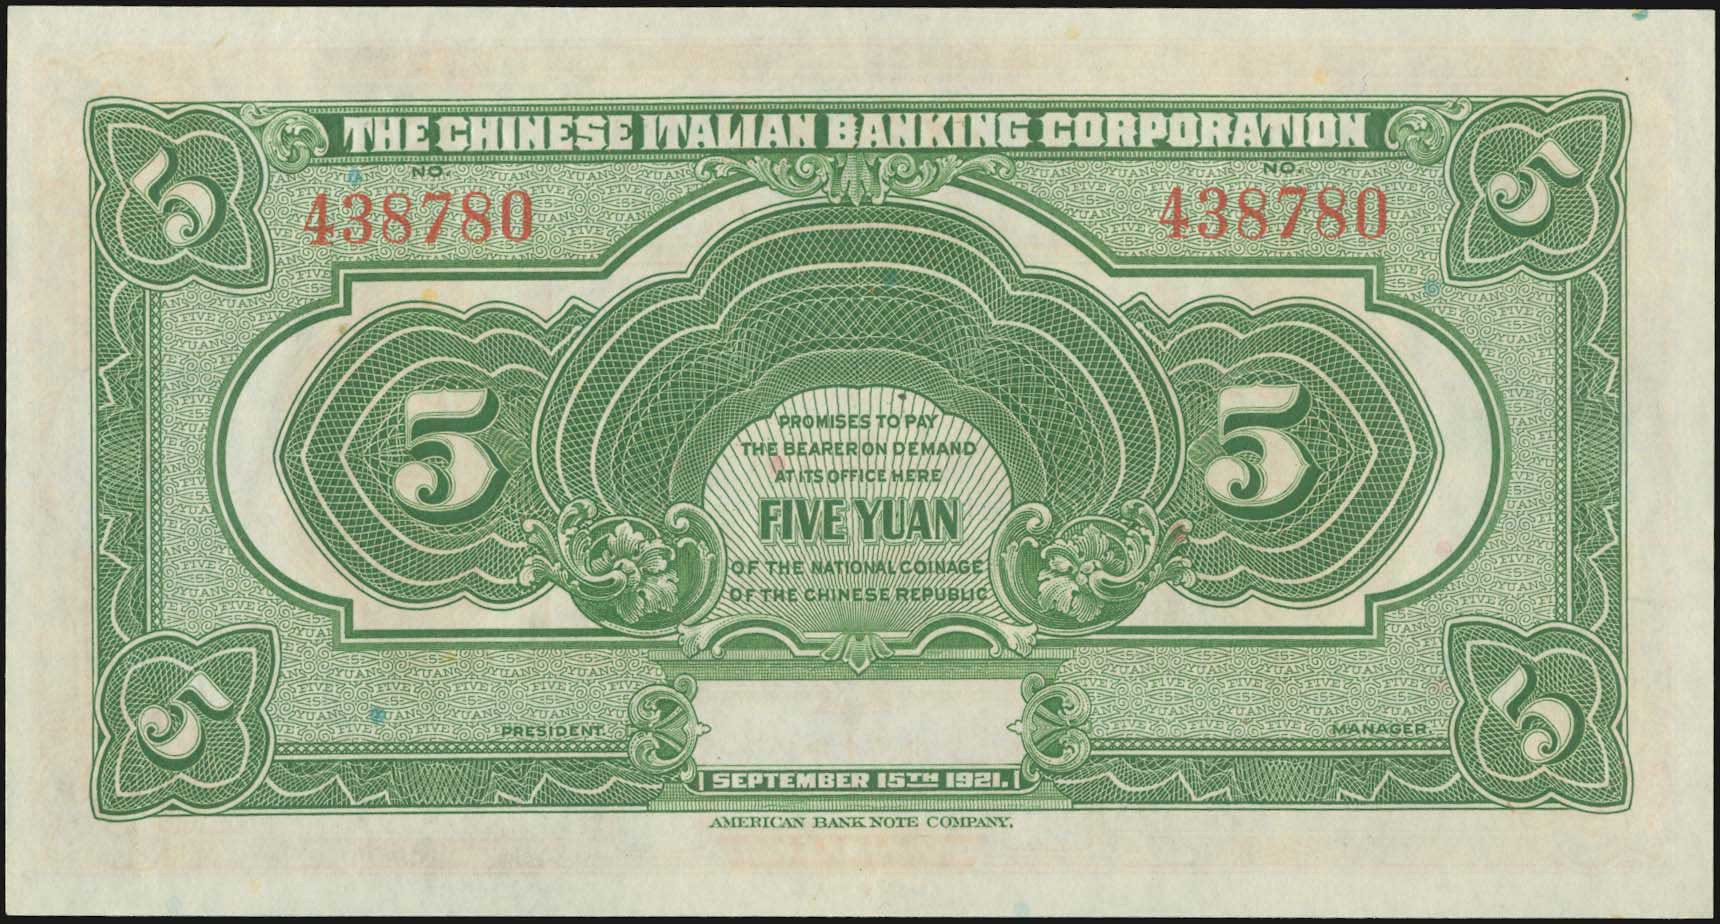 5 5
THE CHINESE ITALIAN BANKING CORPORATION
NO. NO.
438780 438780
PROMISES TO PAY
THE BEARER ON DEMAND
AT ITS OFFICE HERE
5 FIVE YUAN 5
OF THE NATIONAL COINAGE
OF THE CHINESE REPUBLIC
PRESIDENT. MANAGER.
5 5
SEPTEMBER 15TH 1921.
AMERICAN BANK NOTE COMPANY.